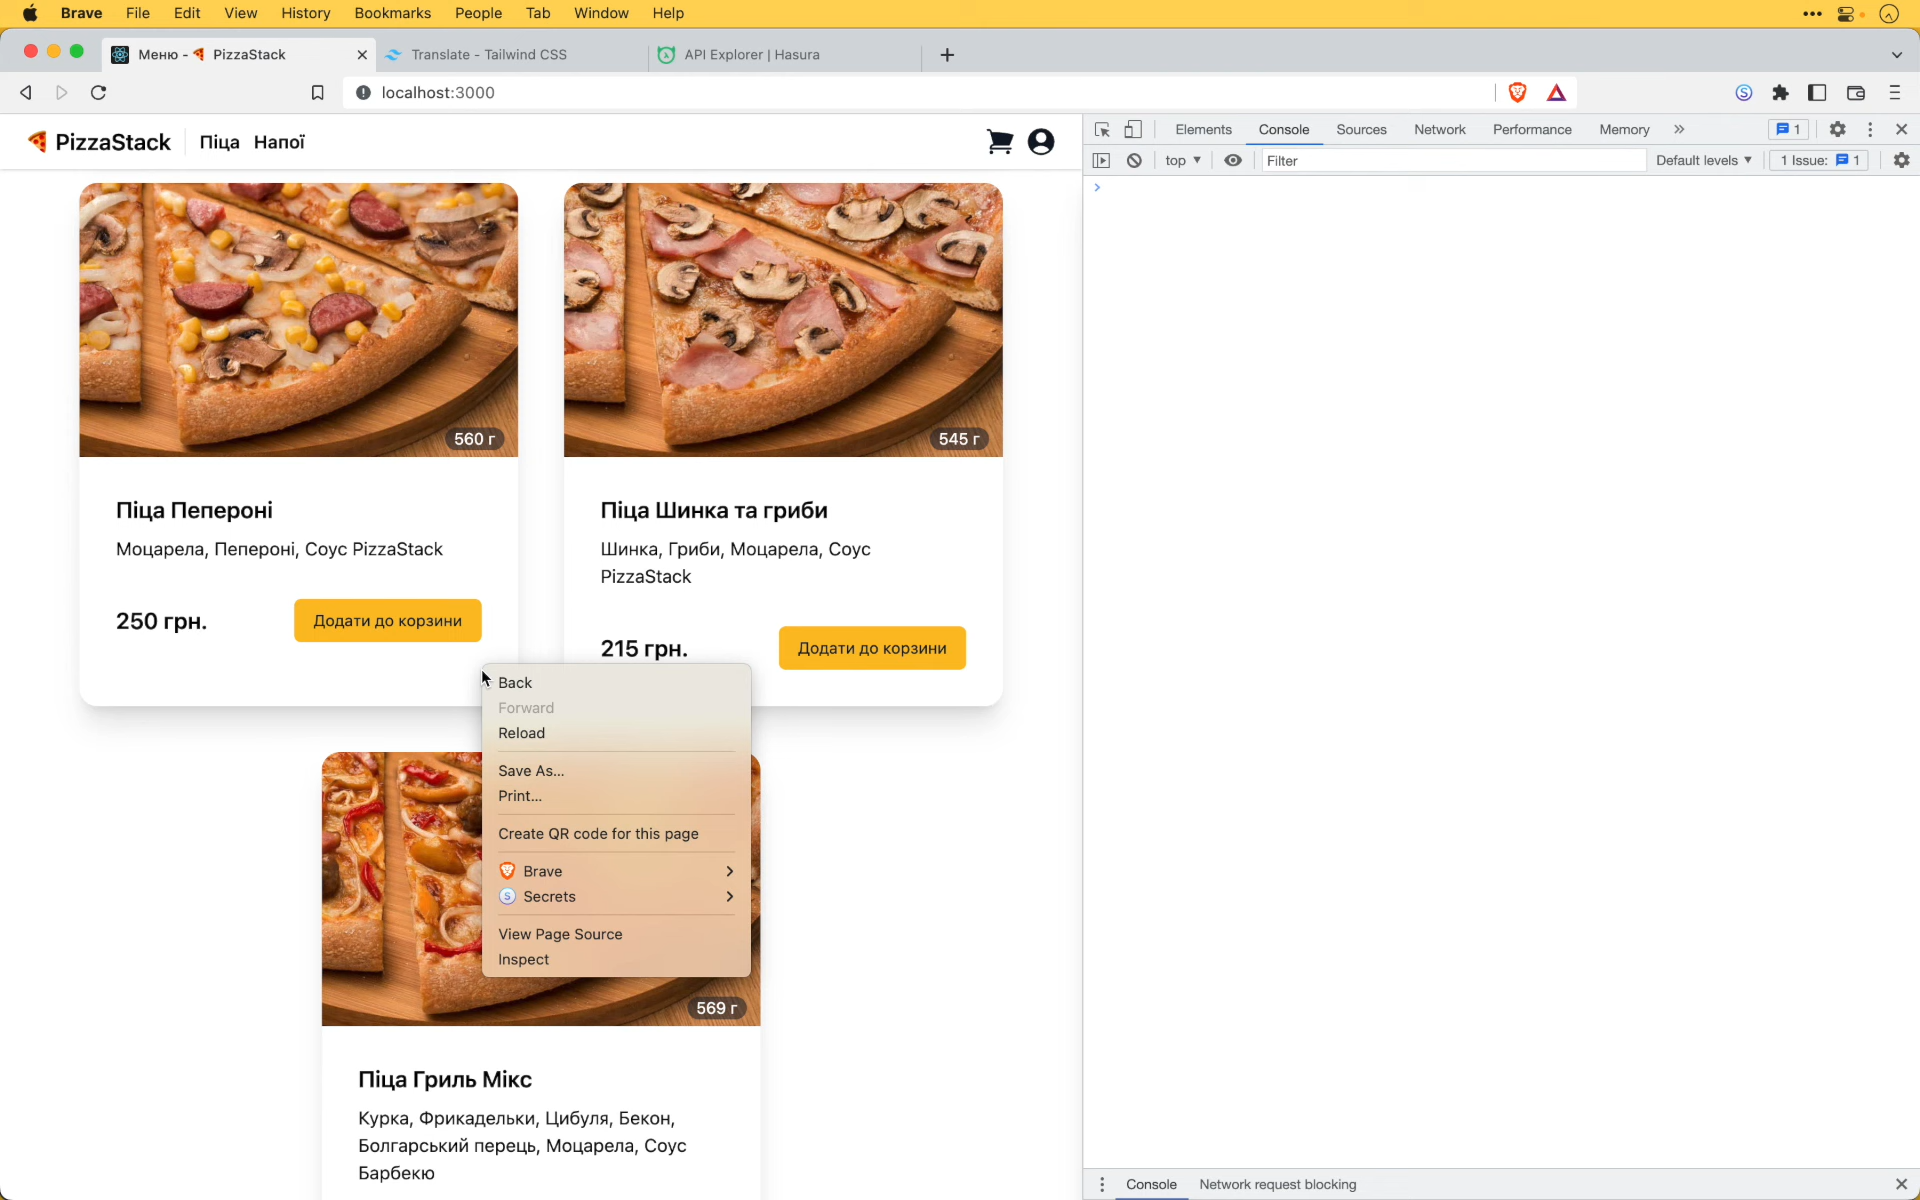 Brave File Edit View History Bookmarks People Tab Window Help
Меню - PizzaStack
Translate - Tailwind CSS
API Explorer | Hasura
localhost:3000
PizzaStack
Піца Напої
Elements Console Sources Network Performance Memory
1
top
Filter
Default levels
1 Issue: 1
560 г
545 г
Піца Пепероні
Моцарела, Пепероні, Соус PizzaStack
250 грн.
Додати до корзини
Піца Шинка та гриби
Шинка, Гриби, Моцарела, Соус
PizzaStack
215 грн.
Додати до корзини
Back
Forward
Reload
Save As...
Print...
Create QR code for this page
Brave
Secrets
View Page Source
Inspect
569 г
Піца Гриль Мікс
Курка, Фрикадельки, Цибуля, Бекон,
Болгарський перець, Моцарела, Соус
Барбекю
Console Network request blocking